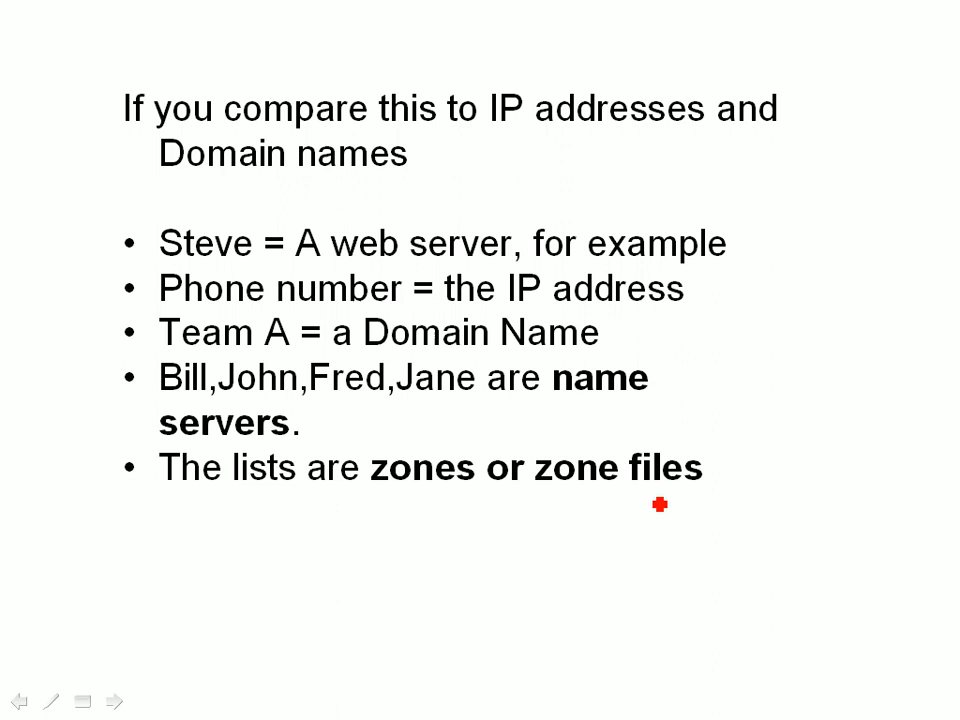 If you compare this to IP addresses and
Domain names
• Steve = A web server, for example
• Phone number = the IP address
• Team A = a Domain Name
• Bill,John,Fred,Jane are name
servers.
• The lists are zones or zone files